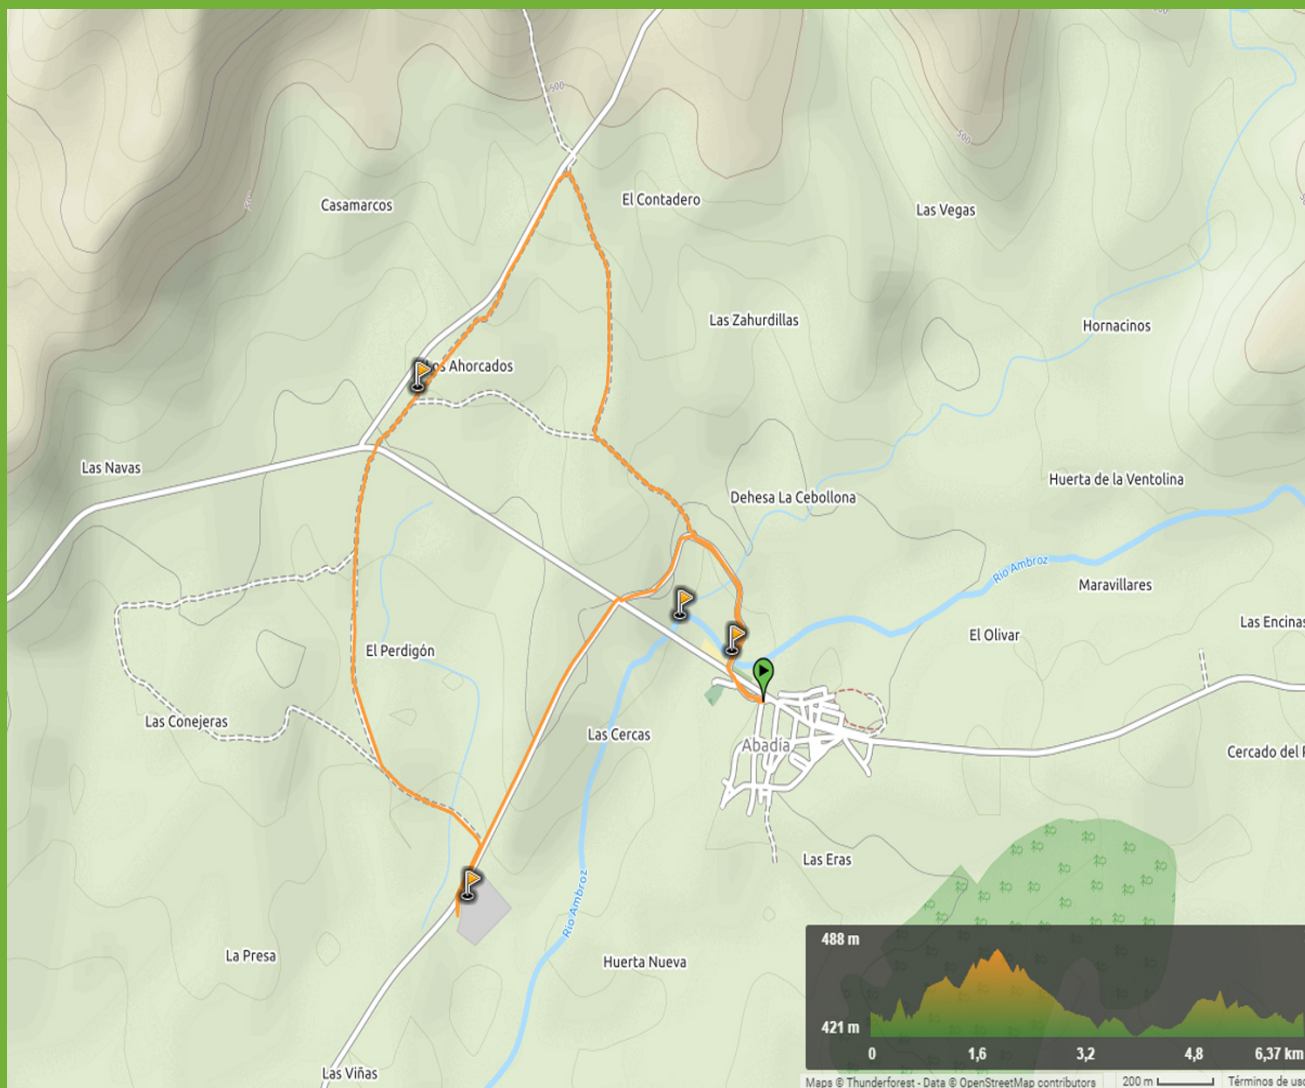 500
Casamarcos
El Contadero
Las Vegas
500
Las Zahurdillas
Hornacinos
Los Ahorcados
Las Navas
Huerta de la Ventolina
Dehesa La Cebollona
Río Ambroz
Maravillares
Las Encinas
El Olivar
El Perdigón
Las Conejeras
Las Cercas
Abadía
Cercado del
Las Eras
Río Ambroz
La Presa
Huerta Nueva
Las Viñas
488 m
421 m
0 1,6 3,2 4,8 6,37 km
Maps © Thunderforest - Data © OpenStreetMap contributors 200 m Términos de